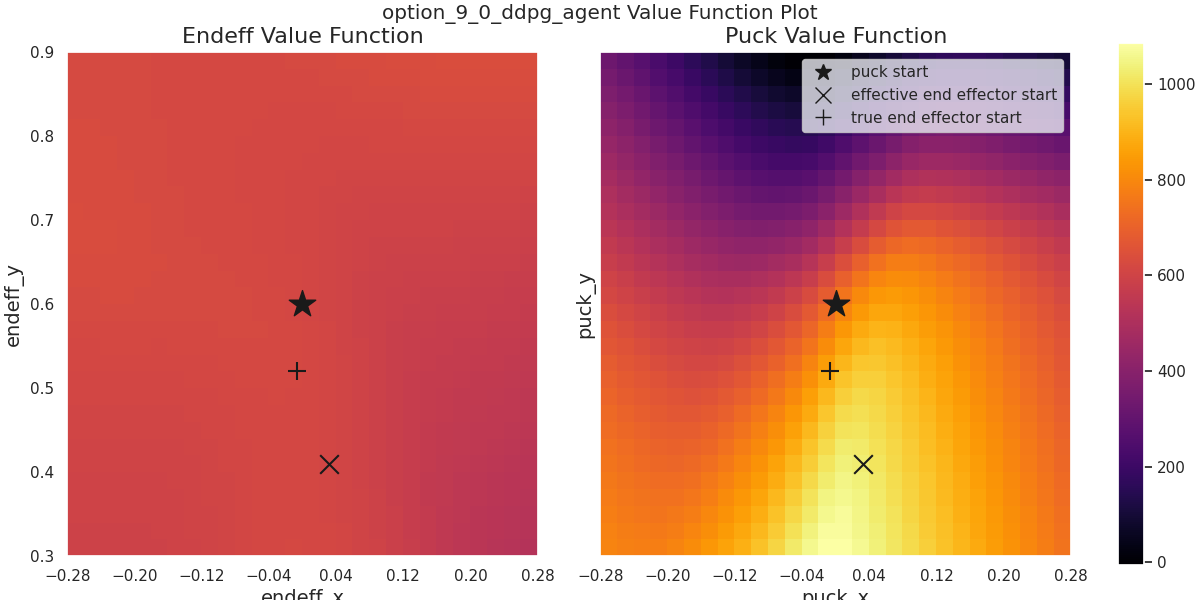 option_9_0_ddpg_agent Value Function Plot
Endeff Value Function
Puck Value Function
puck start
effective end effector start
true end effector start
0.9
0.8
0.7
0.6
0.5
0.4
0.3
endeff_y
−0.28 −0.20 −0.12 −0.04 0.04 0.12 0.20 0.28
endeff_x
puck_y
−0.28 −0.20 −0.12 −0.04 0.04 0.12 0.20 0.28
puck_x
1000
800
600
400
200
0